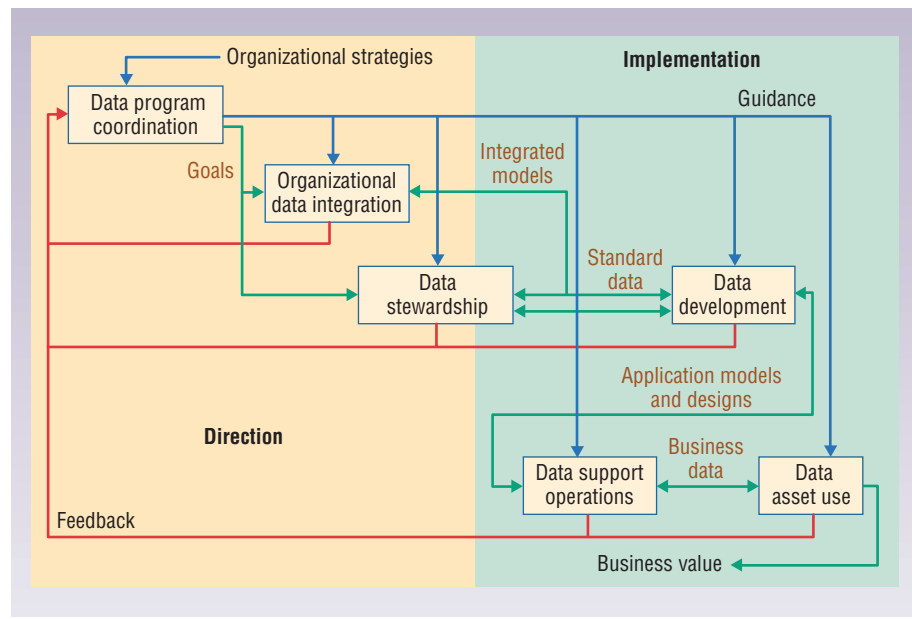 Organizational strategies
Implementation
Data program
coordination
Guidance
Goals
Organizational
data integration
Integrated
models
Data
stewardship
Standard
data
Data
development
Application models
and designs
Direction
Data support
operations
Business
data
Data
asset use
Feedback
Business value